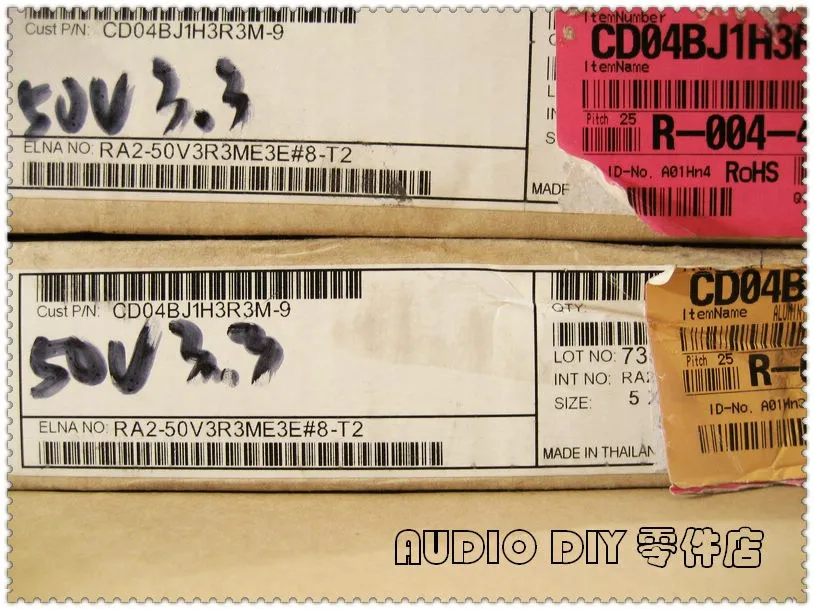 Cust P/N: CD04BJ1H3R3M-9
50V 3.3
ELNA NO: RA2-50V3R3ME3E#8-T2
MADE
ItemNumber
CD04BJ1H3R
ItemName
Pitch 25
R-004-4
ID-No. A01Hn4 RoHS
Cust P/N: CD04BJ1H3R3M-9
50V 3.3
ELNA NO: RA2-50V3R3ME3E#8-T2
QTY:
LOT NO: 73
INT NO: RA2
SIZE: 5
MADE IN THAILAN
CD04B
ItemName ALUMIN
Pitch 25
R-
ID-No. A01Hn
AUDIO DIY 零件店